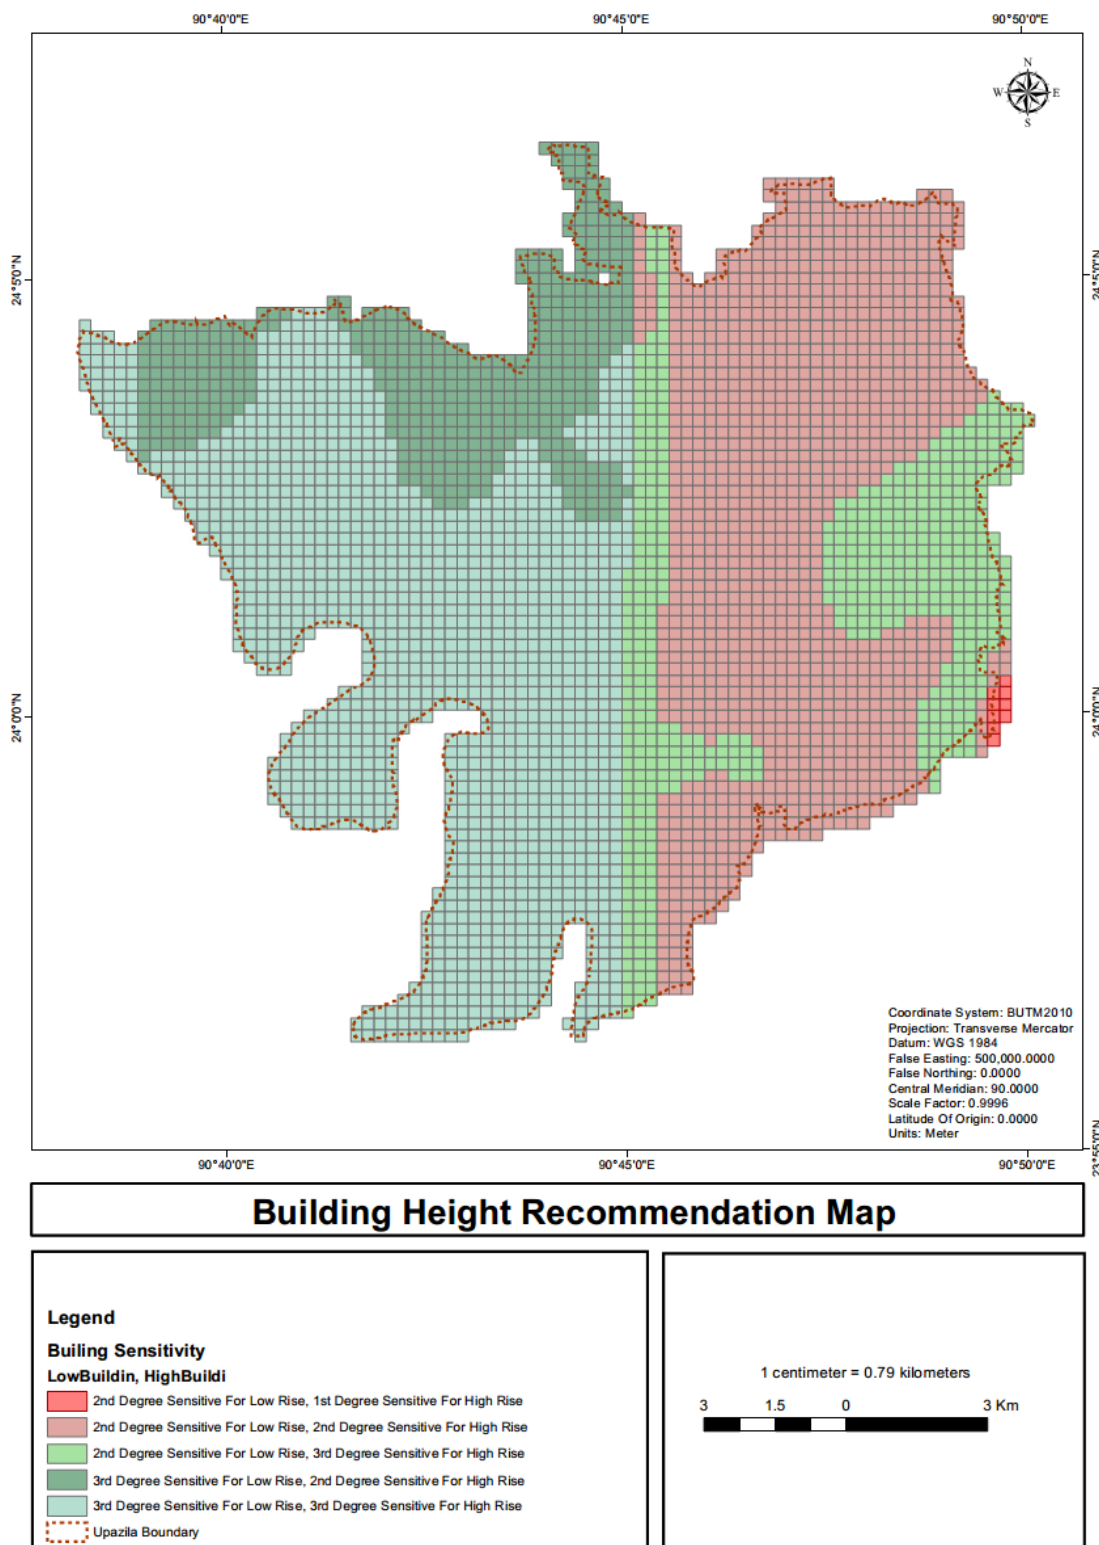 90°40'0"E 90°45'0"E 90°50'0"E
N
W E
S
24°5'0"N 24°5'0"N
24°0'0"N 24°0'0"N
Coordinate System: BUTM2010
Projection: Transverse Mercator
Datum: WGS 1984
False Easting: 500,000.0000
False Northing: 0.0000
Central Meridian: 90.0000
Scale Factor: 0.9996
Latitude Of Origin: 0.0000
Units: Meter
23°55'0"N
90°40'0"E 90°45'0"E 90°50'0"E
Building Height Recommendation Map
Legend
Builing Sensitivity
LowBuildin, HighBuildi
2nd Degree Sensitive For Low Rise, 1st Degree Sensitive For High Rise
2nd Degree Sensitive For Low Rise, 2nd Degree Sensitive For High Rise
2nd Degree Sensitive For Low Rise, 3rd Degree Sensitive For High Rise
3rd Degree Sensitive For Low Rise, 2nd Degree Sensitive For High Rise
3rd Degree Sensitive For Low Rise, 3rd Degree Sensitive For High Rise
Upazila Boundary
1 centimeter = 0.79 kilometers
3 1.5 0 3 Km